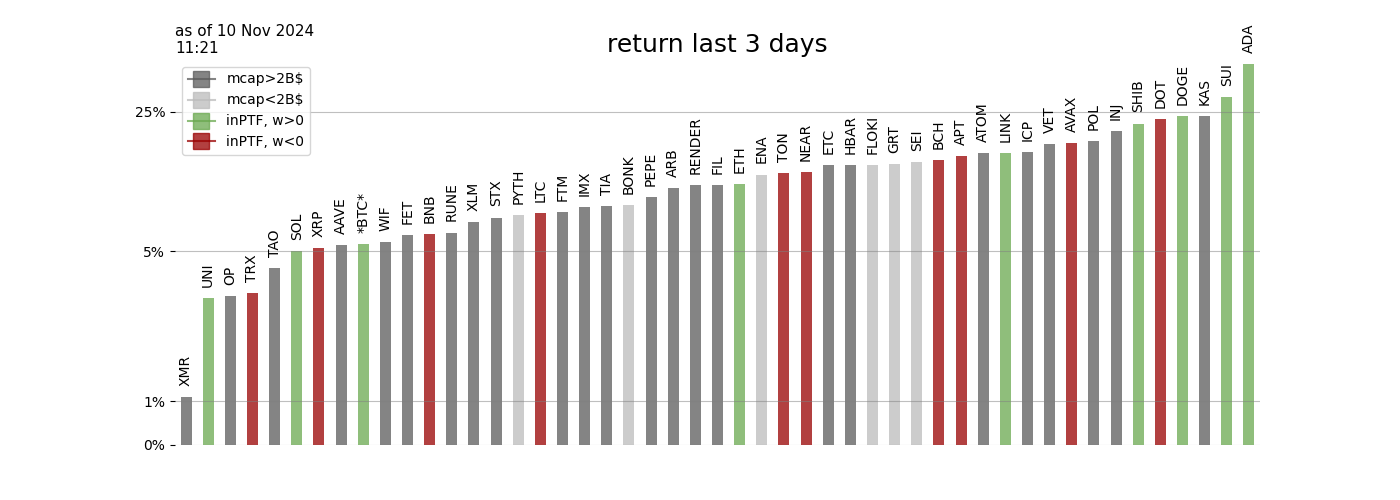 as of 10 Nov 2024
11:21
return last 3 days
mcap>2B$
mcap<2B$
inPTF, w>0
inPTF, w<0
25%
5%
1%
0%
XMR
UNI
OP
TRX
TAO
SOL
XRP
AAVE
*BTC*
WIF
FET
BNB
RUNE
XLM
STX
PYTH
LTC
FTM
IMX
TIA
BONK
PEPE
ARB
RENDER
FIL
ETH
ENA
TON
NEAR
ETC
HBAR
FLOKI
GRT
SEI
BCH
APT
ATOM
LINK
ICP
VET
AVAX
POL
INJ
SHIB
DOT
DOGE
KAS
SUI
ADA